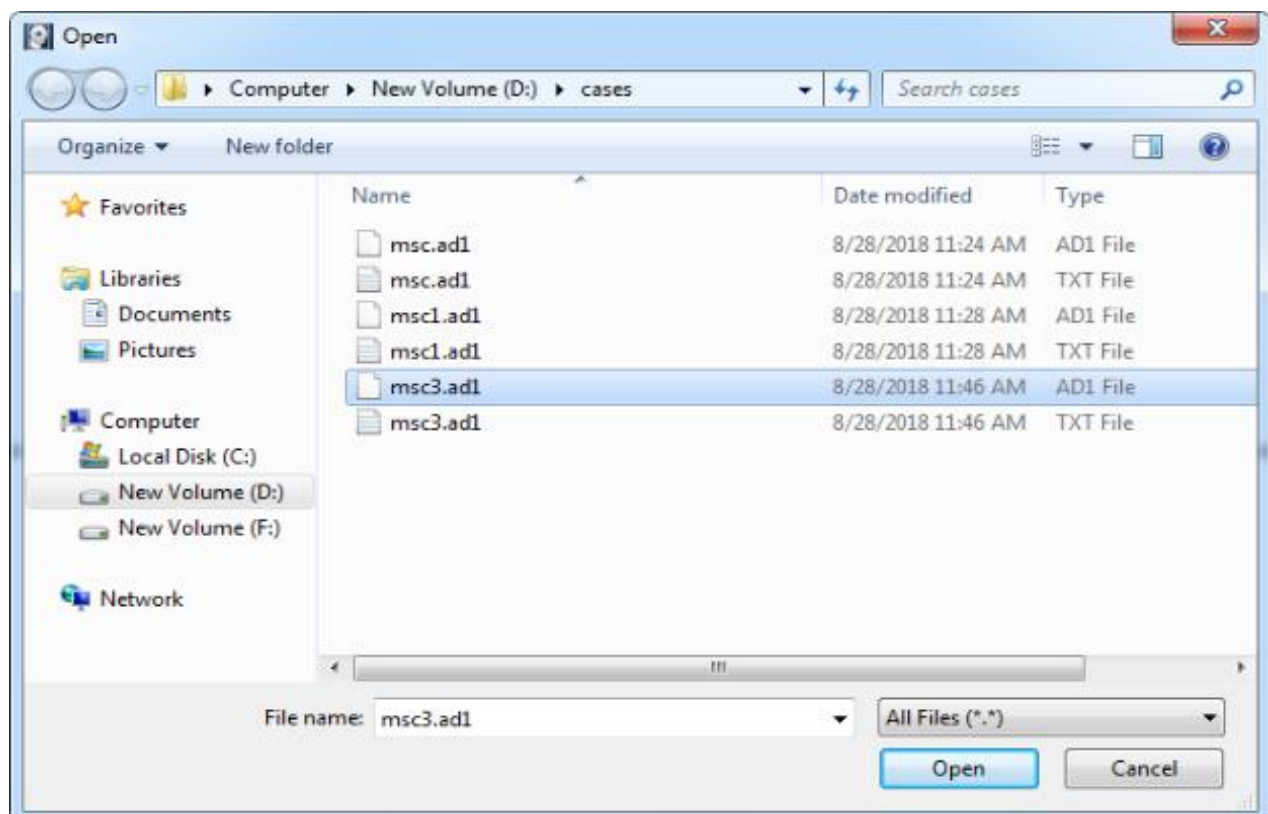 Open
Computer ▸ New Volume (D:) ▸ cases
Search cases
Organize
New folder
Favorites
Libraries
Documents
Pictures
Computer
Local Disk (C:)
New Volume (D:)
New Volume (F:)
Network
Name Date modified Type
msc.ad1 8/28/2018 11:24 AM AD1 File
msc.ad1 8/28/2018 11:24 AM TXT File
msc1.ad1 8/28/2018 11:28 AM AD1 File
msc1.ad1 8/28/2018 11:28 AM TXT File
msc3.ad1 8/28/2018 11:46 AM AD1 File
msc3.ad1 8/28/2018 11:46 AM TXT File
File name: msc3.ad1
All Files (*.*)
Open
Cancel